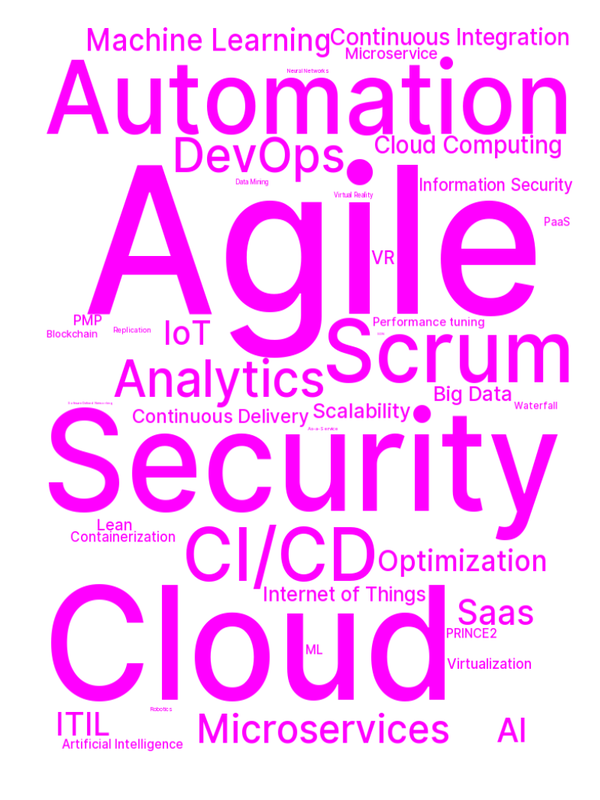 Machine Learning
Continuous Integration
Microservice
Neural Networks
Automation
DevOps
Cloud Computing
Data Mining
Information Security
Virtual Reality
Agile
PaaS
VR
PMP
Performance tuning
Blockchain
Replication
IoT
Scrum
Analytics
Big Data
Waterfall
Continuous Delivery
Scalability
Security
Lean
Containerization
CI/CD
Optimization
Internet of Things
Cloud
Saas
PRINCE2
ML
Virtualization
Robotics
ITIL
Microservices
AI
Artificial Intelligence